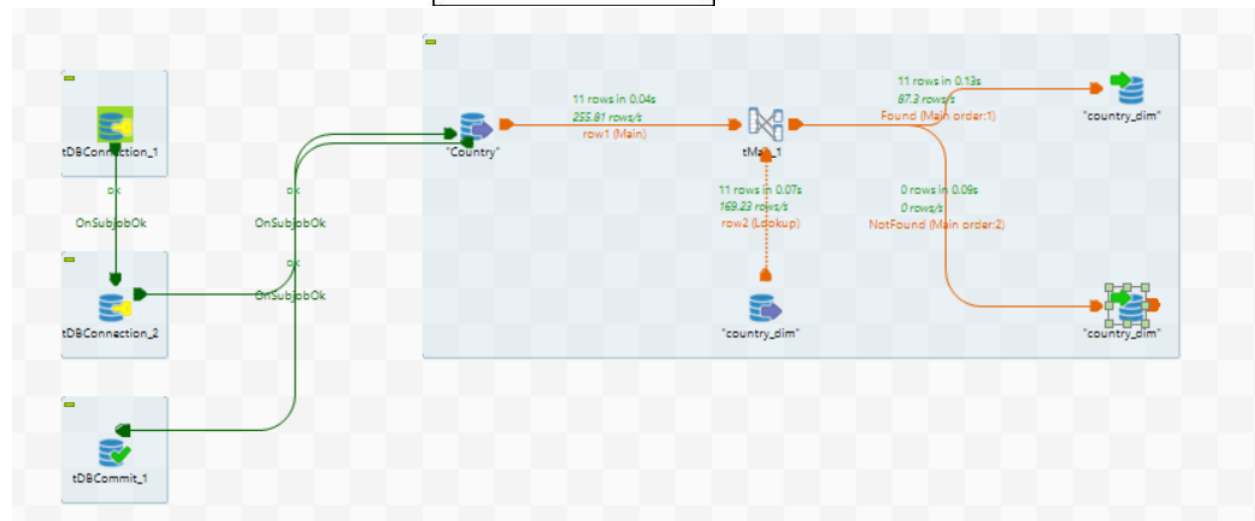 tDBConnection_1
ok
OnSubjobOk
tDBConnection_2
tDBCommit_1
ok
OnSubjobOk
ok
OnSubjobOk
"Country"
11 rows in 0.04s
255.81 rows/s
row1 (Main)
tMap_1
11 rows in 0.07s
169.23 rows/s
row2 (Lookup)
"country_dim"
11 rows in 0.13s
87.3 rows/s
Found (Main order:1)
"country_dim"
0 rows in 0.09s
0 rows/s
NotFound (Main order:2)
"country_dim"